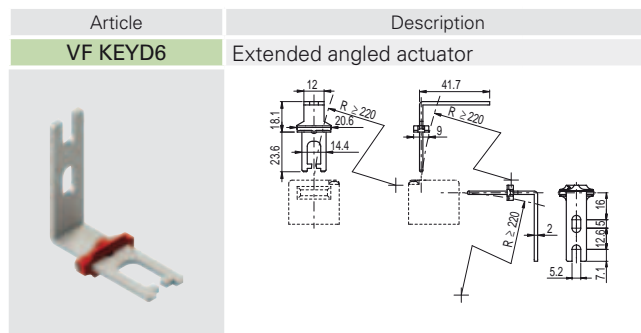 Article Description
VF KEYD6 Extended angled actuator
12
41.7
R ≥ 220
R ≥ 220
18.1
20.6
9
14.4
23.6
R ≥ 220
2
16
5
12.6
5.2
7.1